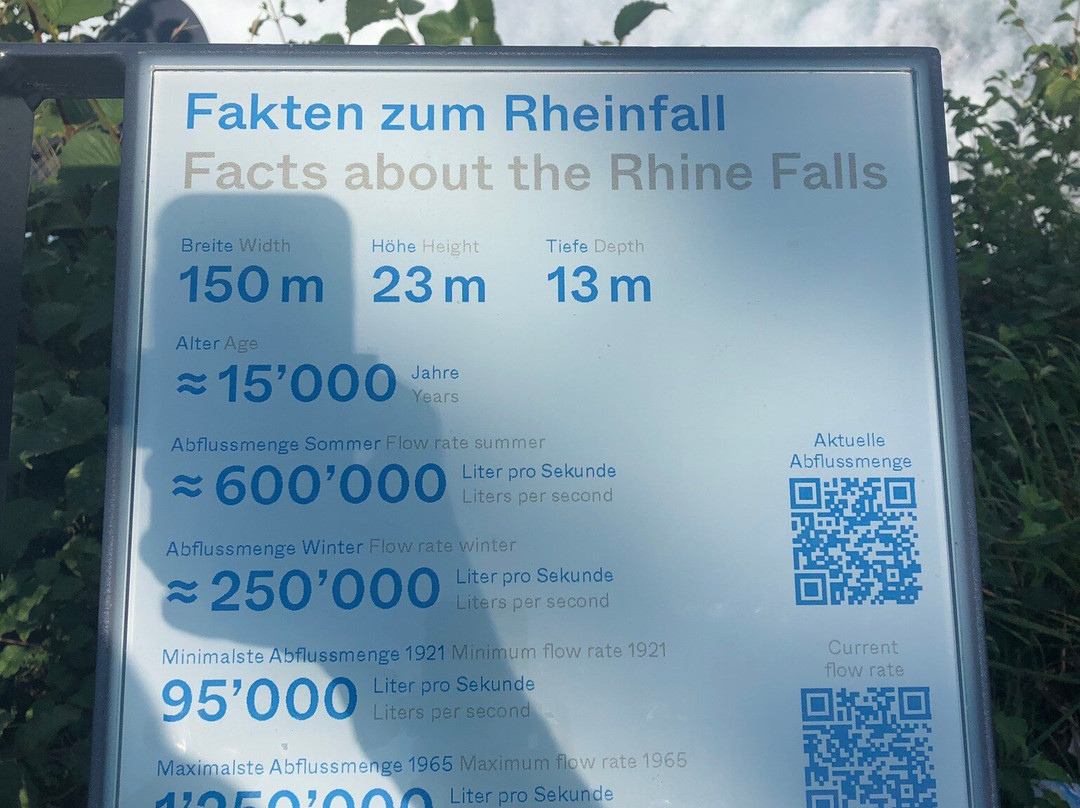 Fakten zum Rheinfall
Facts about the Rhine Falls
Breite Width Höhe Height Tiefe Depth
150 m 23 m 13 m
Alter Age
≈ 15’000 Jahre
Years
Abflussmenge Sommer Flow rate summer
≈ 600’000 Liter pro Sekunde
Liters per second
Aktuelle
Abflussmenge
Abflussmenge Winter Flow rate winter
≈ 250’000 Liter pro Sekunde
Liters per second
Minimalste Abflussmenge 1921 Minimum flow rate 1921
95’000 Liter pro Sekunde
Liters per second
Current
flow rate
Maximalste Abflussmenge 1965 Maximum flow rate 1965
1’250’000 Liter pro Sekunde